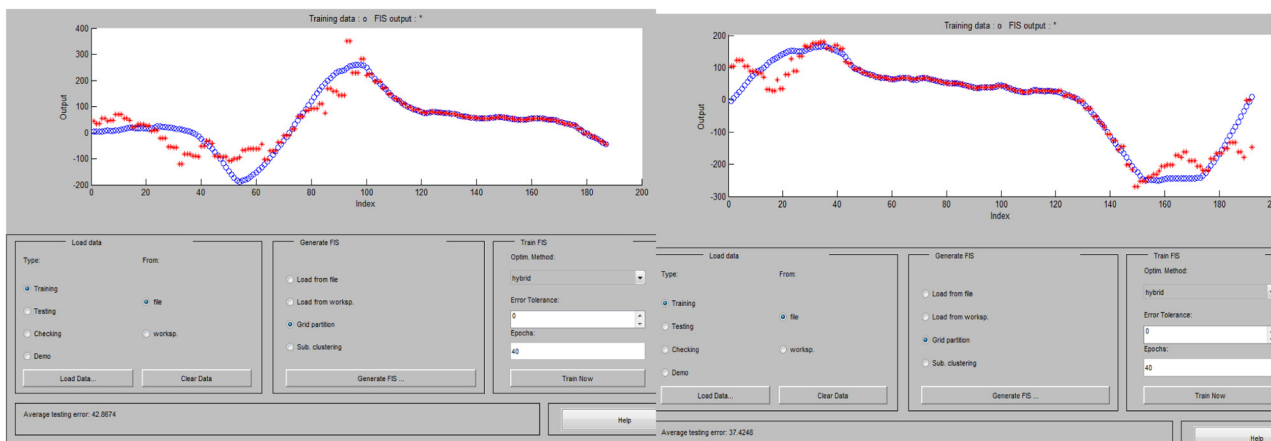 Training data : o   FIS output : *
400
300
200
100
0
-100
-200
Output
0 20 40 60 80 100 120 140 160 180 200
Index
Load data
Type:
From:
Training
Testing
Checking
Demo
file
worksp.
Load Data...
Clear Data
Generate FIS
Load from file
Load from worksp.
Grid partition
Sub. clustering
Generate FIS ...
Train FIS
Optim. Method:
hybrid
Error Tolerance:
0
Epochs:
40
Train Now
Average testing error: 42.8674
Help
Training data : o   FIS output : *
200
100
0
-100
-200
-300
Output
0 20 40 60 80 100 120 140 160 180
Index
Load data
Type:
From:
Training
Testing
Checking
Demo
file
worksp.
Load Data...
Clear Data
Generate FIS
Load from file
Load from worksp.
Grid partition
Sub. clustering
Generate FIS ...
Train FIS
Optim. Method:
hybrid
Error Tolerance:
0
Epochs:
40
Train Now
Average testing error: 37.4248
Help